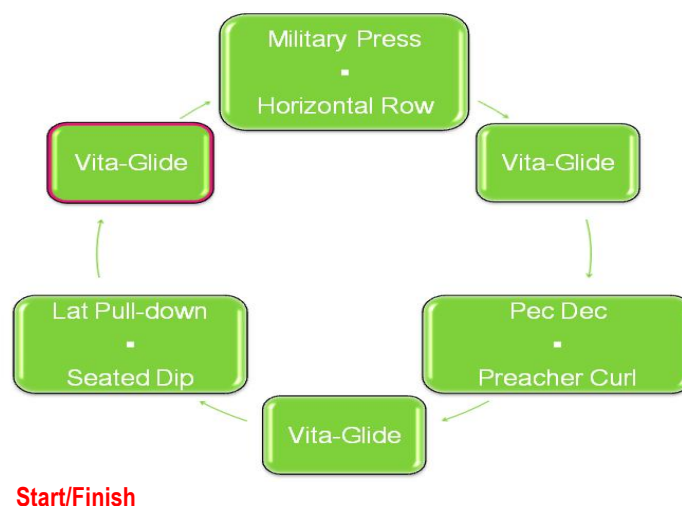 Military Press
▪
Horizontal Row
Vita-Glide
Vita-Glide
Lat Pull-down
▪
Seated Dip
Pec Dec
▪
Preacher Curl
Vita-Glide
Start/Finish